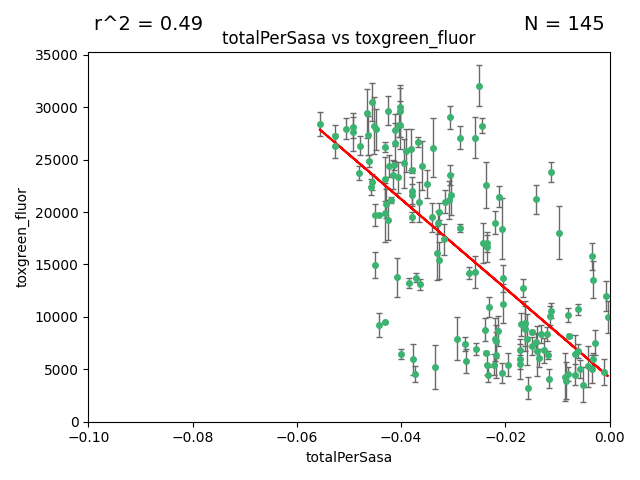 r^2 = 0.49
N = 145
totalPerSasa vs toxgreen_fluor
35000
30000
25000
20000
15000
10000
5000
0
toxgreen_fluor
−0.10
−0.08
−0.06
−0.04
−0.02
0.00
totalPerSasa